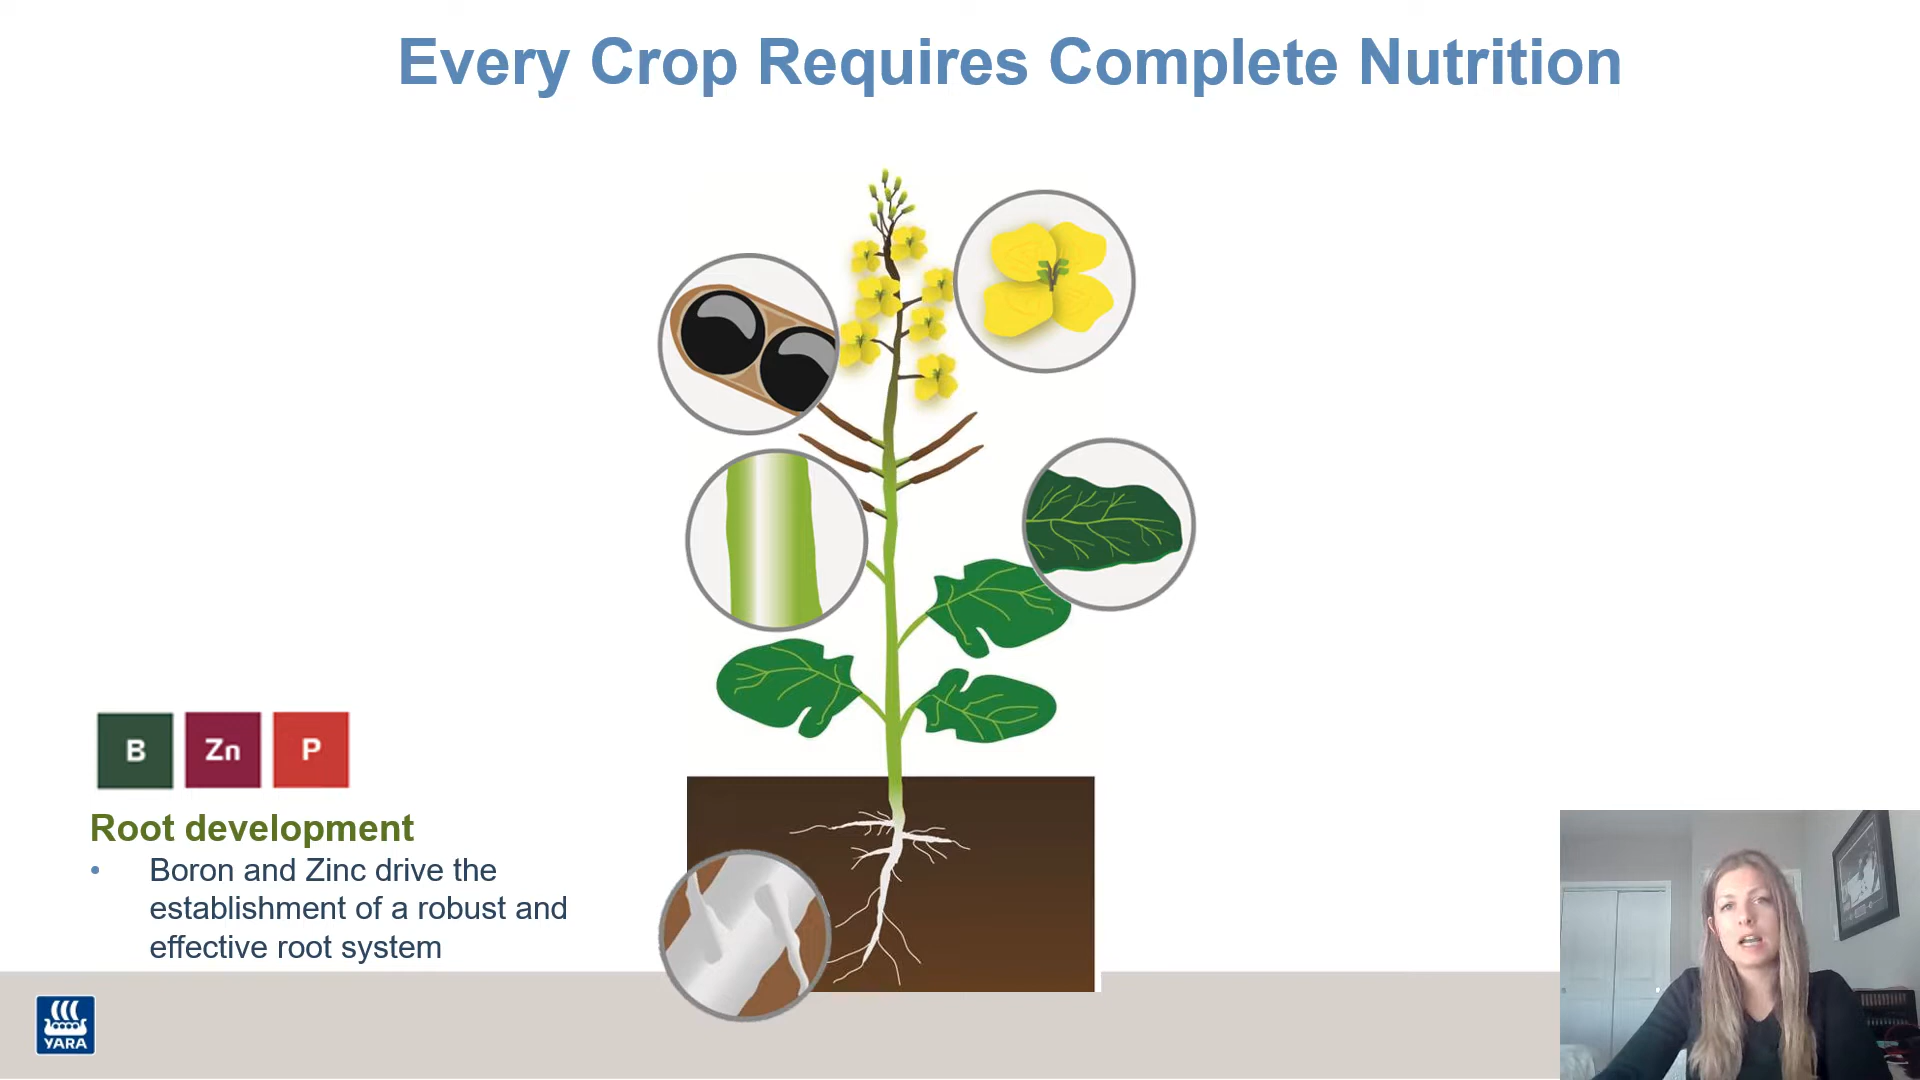 Every Crop Requires Complete Nutrition
B Zn P
Root development
• Boron and Zinc drive the
establishment of a robust and
effective root system
YARA